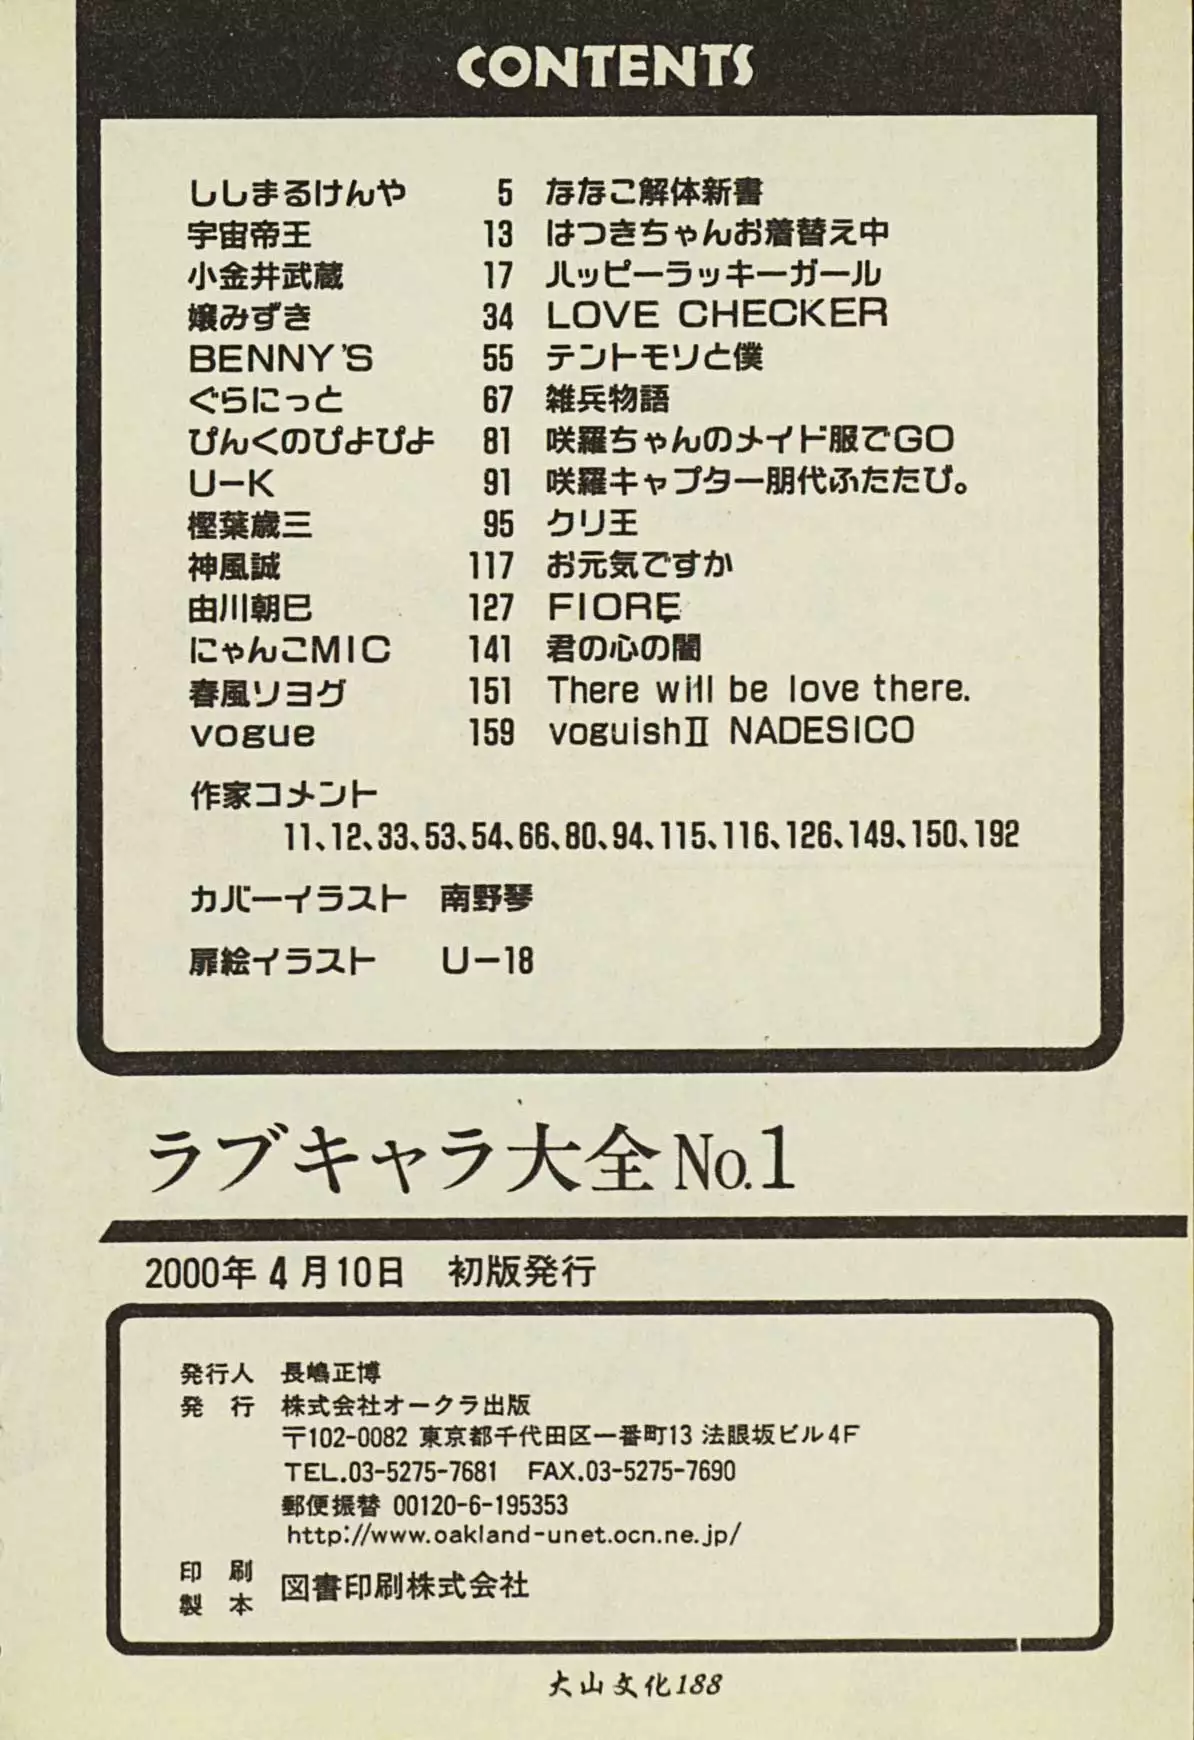 CONTENTS
ししまるけんや 5 ななこ解体新書
宇宙帝王 13 はつきちゃんお着替え中
小金井武蔵 17 ハッピーラッキーガール
嬢みずき 34 LOVE CHECKER
BENNY'S 55 テントモソと僕
ぐらにっと 67 雑兵物語
ぴんくのぴよぴよ 81 咲羅ちゃんのメイド服でGO
U−K 91 咲羅キャプター朋代ふたたび。
樫葉歳三 95 クリ王
神風誠 117 お元気ですか
由川朝巳 127 FIORE
にゃんこMIC 141 君の心の闇
春風ソヨグ 151 There will be love there.
vogue 159 voguishⅡ NADESICO
作家コメント
11、12、33、53、54、66、80、94、115、116、126、149、150、192
カバーイラスト 南野琴
扉絵イラスト U−18
ラブキャラ大全No.1
2000年4月10日 初版発行
発行人 長嶋正博
発行 株式会社オークラ出版
〒102-0082 東京都千代田区一番町13 法眼坂ビル4F
TEL.03-5275-7681 FAX.03-5275-7690
郵便振替 00120-6-195353
http://www.oakland-unet.ocn.ne.jp/
印刷
製本 図書印刷株式会社
大山文化188